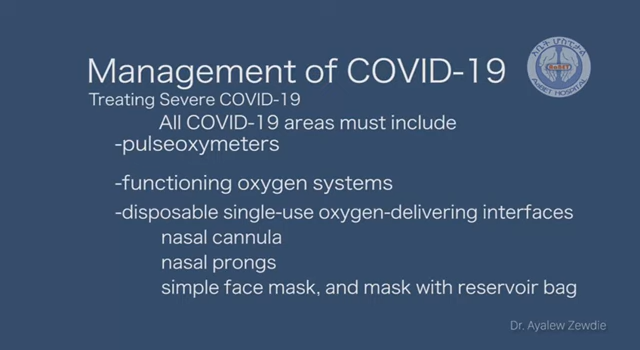 Management of COVID-19
Treating Severe COVID-19
All COVID-19 areas must include
-pulseoxymeters
-functioning oxygen systems
-disposable single-use oxygen-delivering interfaces
nasal cannula
nasal prongs
simple face mask, and mask with reservoir bag
AaBET HOSPITAL
Dr. Ayalew Zewdie